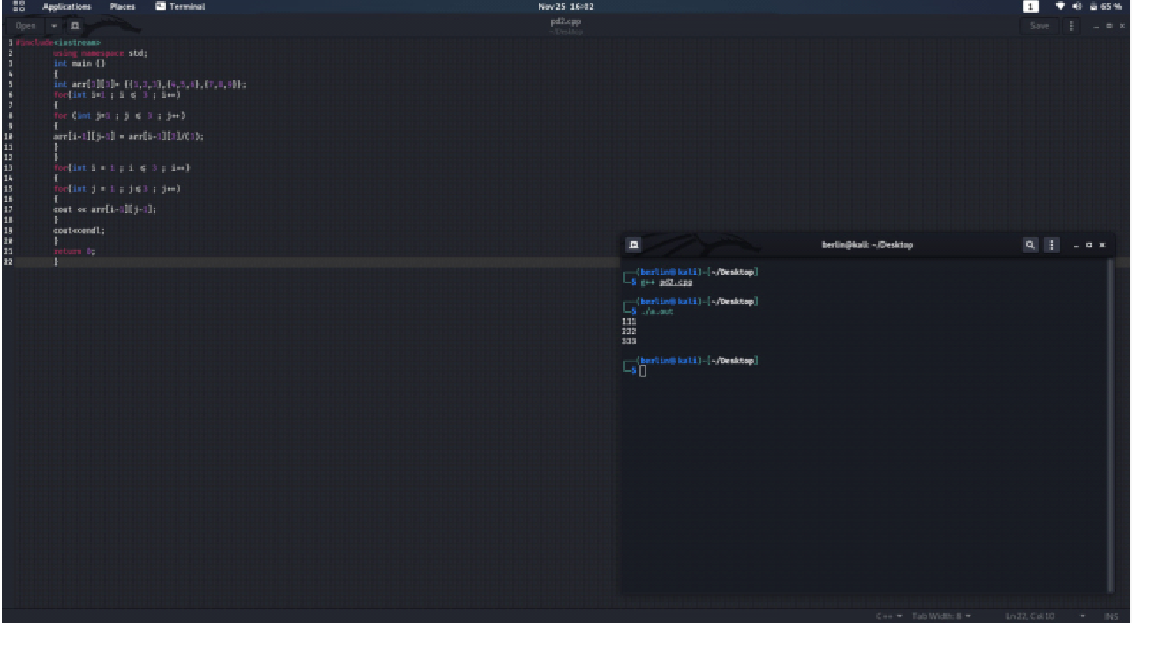 Applications Places Terminal Nov 25 16:02 1 65 %
Open pd2.cpp Save
~/Desktop
1 #include<iostream>
2 using namespace std;
3 int main ()
4 {
5 int arr[3][3]= {{1,2,3},{4,5,6},{7,8,9}};
6 for(int i=1 ; i ≤ 3 ; i++)
7 {
8 for (int j=1 ; j ≤ 3 ; j++)
9 {
10 arr[i-1][j-1] =
11 }
12 }
13 for(int i = 1 ; i ≤ 3 ; i++)
14 {
15 for(int j = 1 ; j≤3 ; j++)
16 {
17 cout << arr[i-1][j-1];
18 }
19 cout<<endl;
20 }
21 return 0;
22 }
berlin@kali: ~/Desktop
(berlin@kali)-[~/Desktop]
$ g++ pd2.cpp
(berlin@kali)-[~/Desktop]
$ ./a.out
111
222
333
(berlin@kali)-[~/Desktop]
$
C++ Tab Width: 8 Ln 22, Col 10 INS